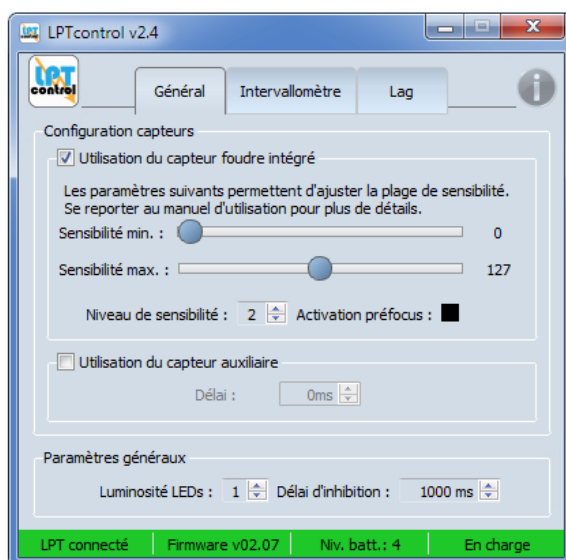 LPTcontrol v2.4
LPT
control
Général Intervallomètre Lag
i
Configuration capteurs
Utilisation du capteur foudre intégré
Les paramètres suivants permettent d'ajuster la plage de sensibilité.
Se reporter au manuel d'utilisation pour plus de détails.
Sensibilité min. : 0
Sensibilité max. : 127
Niveau de sensibilité : 2 Activation préfocus :
Utilisation du capteur auxiliaire
Délai : 0ms
Paramètres généraux
Luminosité LEDs : 1 Délai d'inhibition : 1000 ms
LPT connecté Firmware v02.07 Niv. batt.: 4 En charge